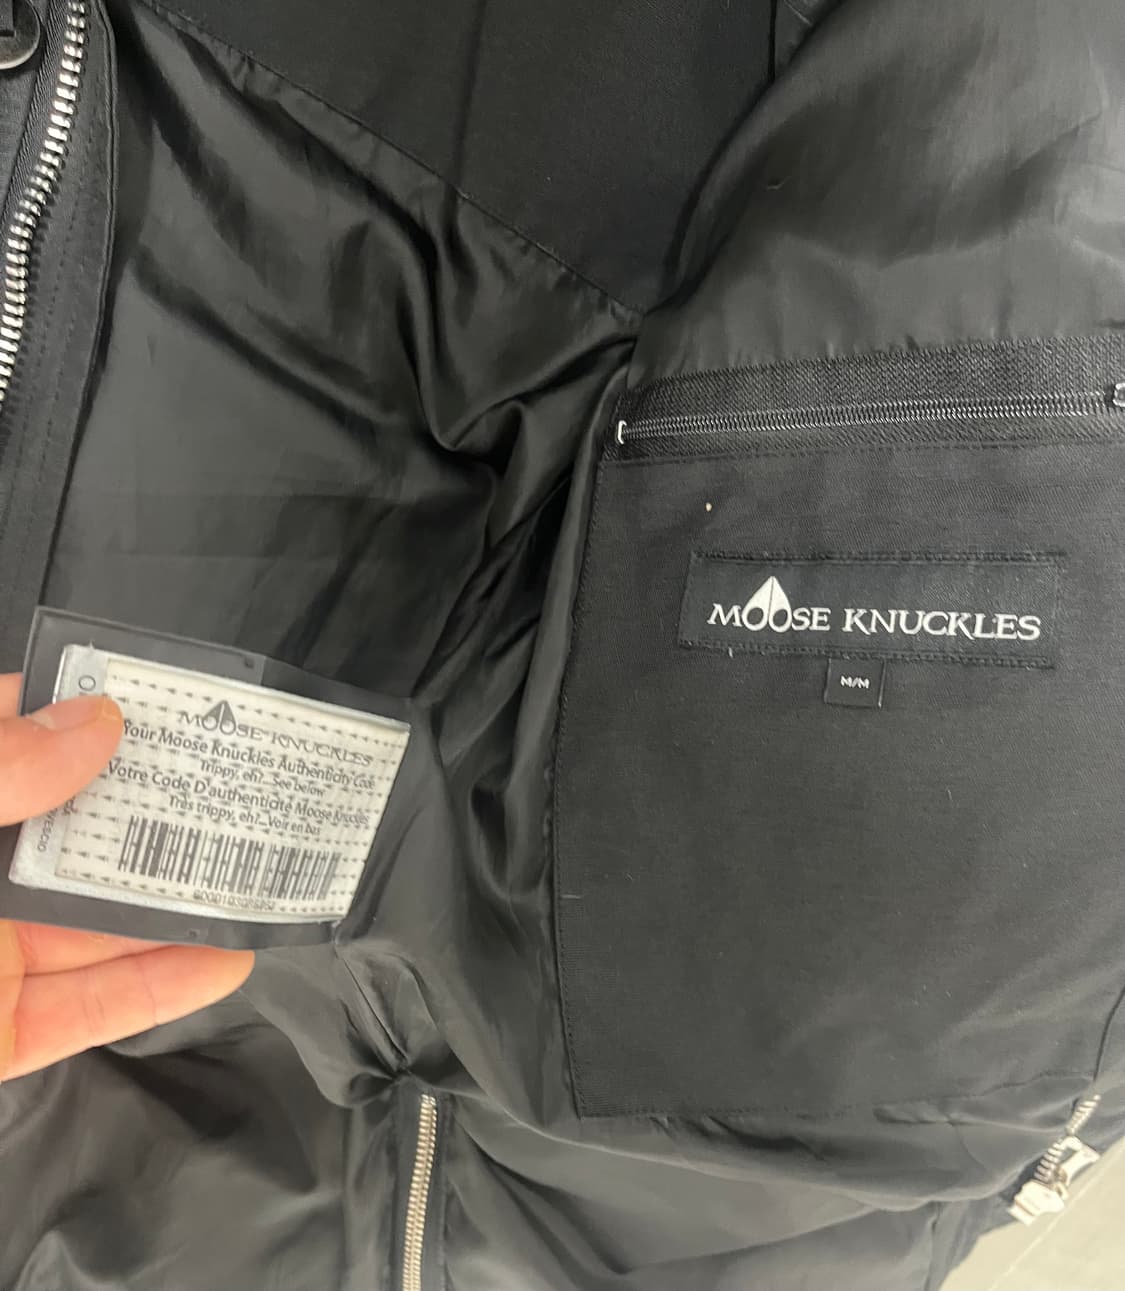 MOOSE KNUCKLES
M/M
MOOSE KNUCKLES
Your Moose Knuckles Authenticity Code
Trippy, eh?...See below
Votre Code D'authenticité Moose Knuckles
Très trippy, eh?...Voir en bas